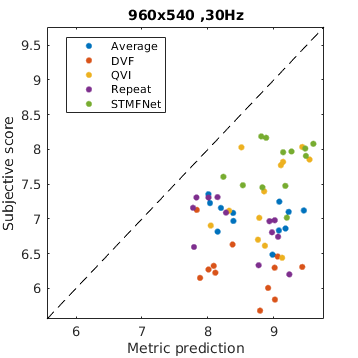 960x540 ,30Hz
Average
DVF
QVI
Repeat
STMFNet
Subjective score
9.5
9
8.5
8
7.5
7
6.5
6
6
7
8
9
Metric prediction